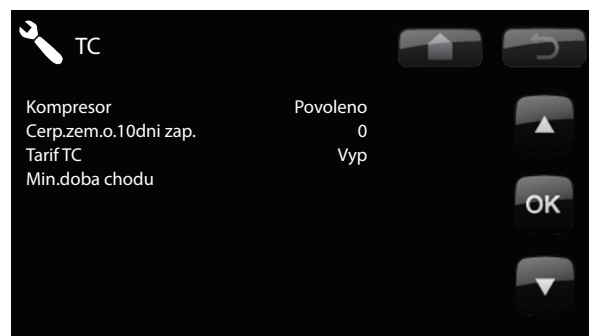 TC
Kompresor Povoleno
Cerp.zem.o.10dni zap. 0
Tarif TC Vyp
Min.doba chodu
OK